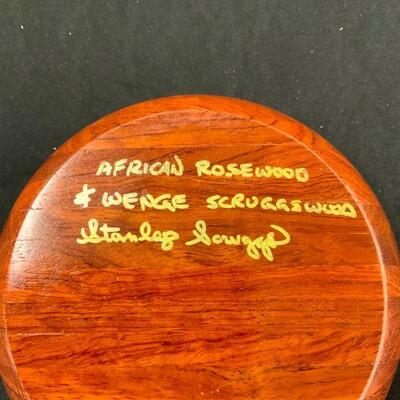 AFRICAN ROSEWOOD
& WENGE SCRUGGSWOOD
Stanley Scruggs